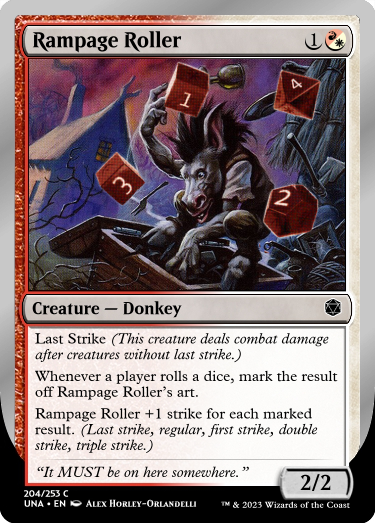 Rampage Roller 1
1
4
3
2
Creature — Donkey
Last Strike (This creature deals combat damage
after creatures without last strike.)
Whenever a player rolls a dice, mark the result
off Rampage Roller's art.
Rampage Roller +1 strike for each marked
result. (Last strike, regular, first strike, double
strike, triple strike.)
"It MUST be on here somewhere."
2/2
204/253 C
UNA • EN Alex Horley-Orlandelli
™ & 2023 Wizards of the Coast